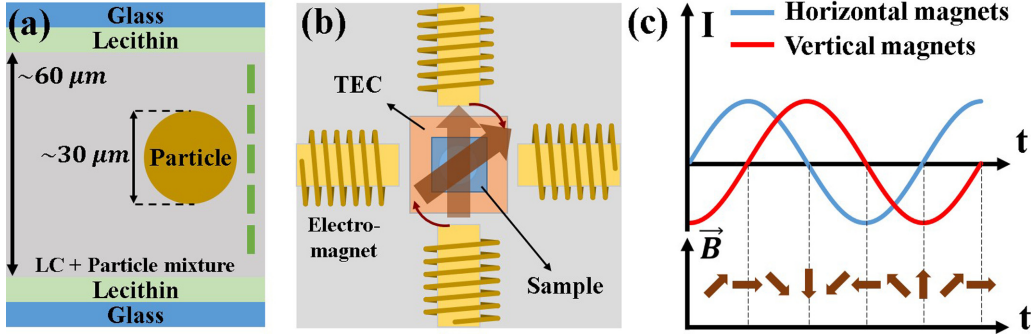 (a)
Glass
Lecithin
~60 μm
~30 μm
Particle
LC + Particle mixture
Lecithin
Glass
(b)
TEC
Electro-
magnet
Sample
(c)
I
Horizontal magnets
Vertical magnets
t
B⃗
t